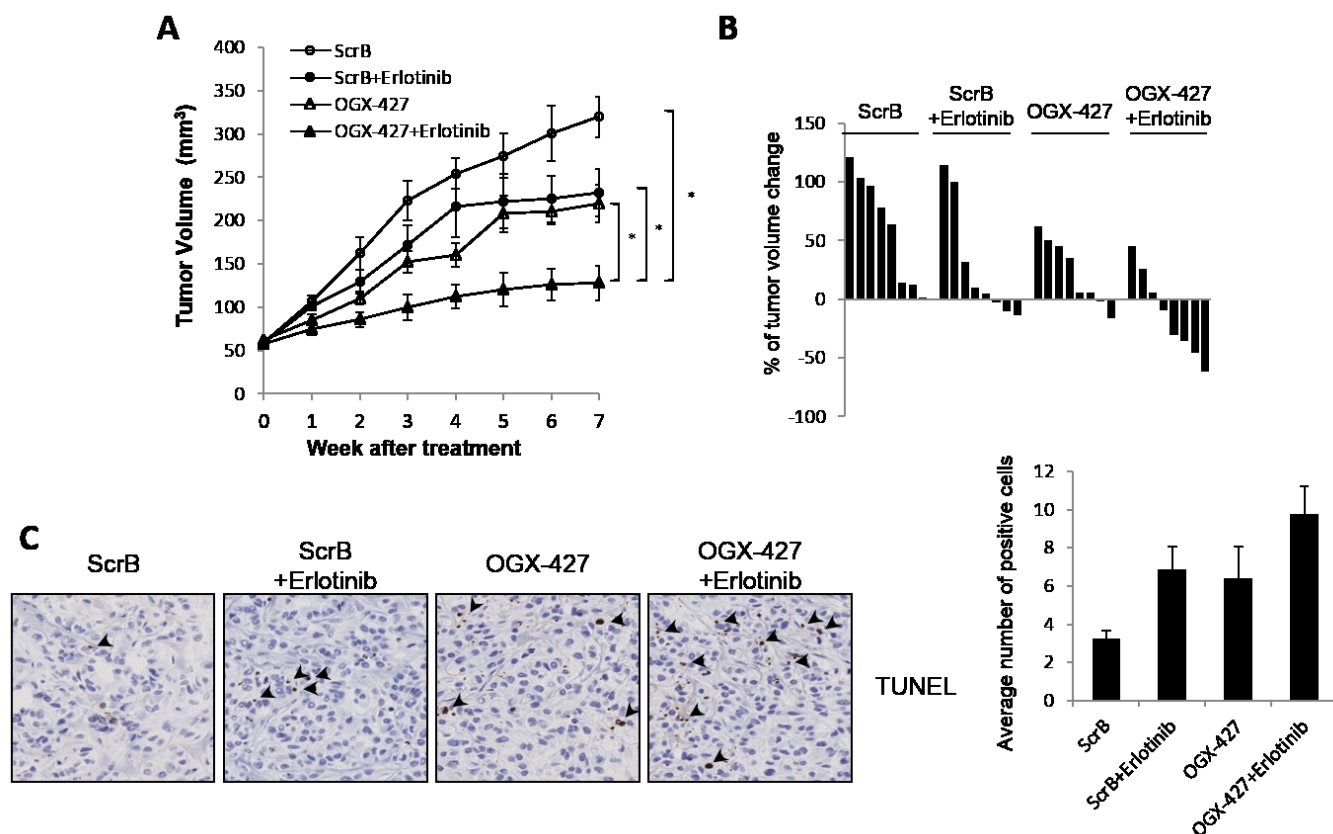 A
Tumor Volume (mm³)
400
350
300
250
200
150
100
50
0
ScrB
ScrB+Erlotinib
OGX-427
OGX-427+Erlotinib
*
*
*
0 1 2 3 4 5 6 7
Week after treatment
B
% of tumor volume change
150
100
50
0
-50
-100
ScrB
ScrB
+Erlotinib
OGX-427
OGX-427
+Erlotinib
C
ScrB
ScrB
+Erlotinib
OGX-427
OGX-427
+Erlotinib
TUNEL
Average number of positive cells
12
10
8
6
4
2
0
ScrB
ScrB+Erlotinib
OGX-427
OGX-427+Erlotinib